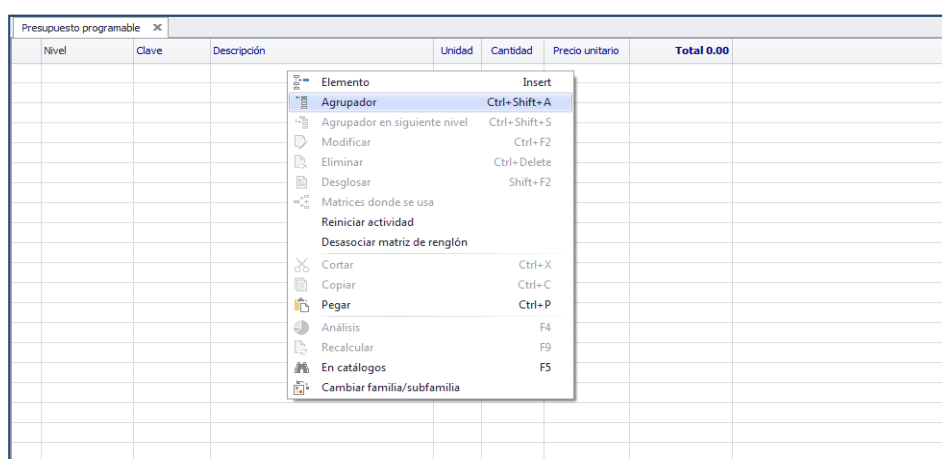 Presupuesto programable
Nivel Clave Descripción Unidad Cantidad Precio unitario Total 0.00
Elemento Insert
Agrupador Ctrl+Shift+A
Agrupador en siguiente nivel Ctrl+Shift+S
Modificar Ctrl+F2
Eliminar Ctrl+Delete
Desglosar Shift+F2
Matrices donde se usa
Reiniciar actividad
Desasociar matriz de renglón
Cortar Ctrl+X
Copiar Ctrl+C
Pegar Ctrl+P
Análisis F4
Recalcular F9
En catálogos F5
Cambiar familia/subfamilia